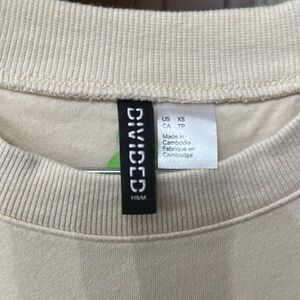 DIVIDED
H&M
US XS
CA TP
Made in
Cambodia
Fabriqué en
Cambodge